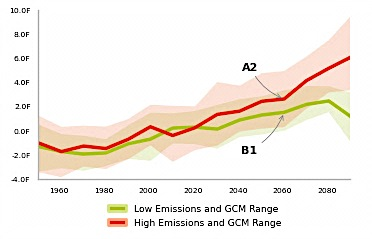 10.0F
8.0F
6.0F
4.0F
2.0F
0.0F
-2.0F
-4.0F
A2
B1
1960 1980 2000 2020 2040 2060 2080
Low Emissions and GCM Range
High Emissions and GCM Range